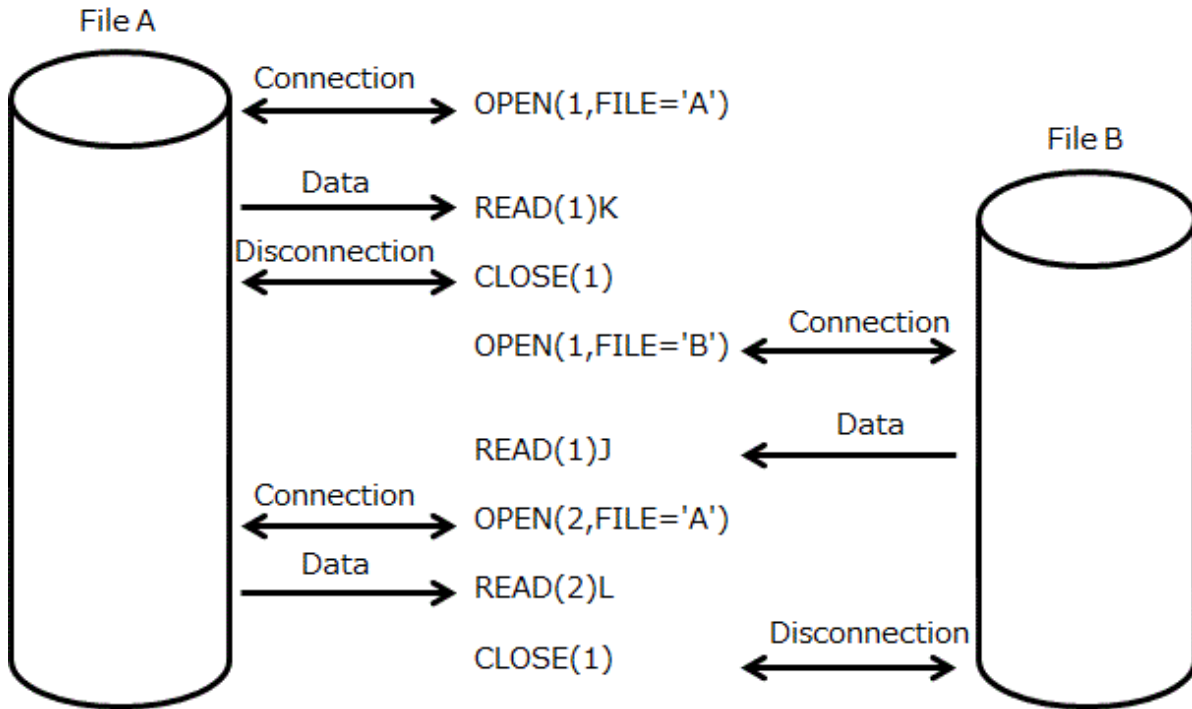 File A
Connection
OPEN(1,FILE='A')
File B
Data
READ(1)K
Disconnection
CLOSE(1)
Connection
OPEN(1,FILE='B')
Data
READ(1)J
Connection
OPEN(2,FILE='A')
Data
READ(2)L
Disconnection
CLOSE(1)